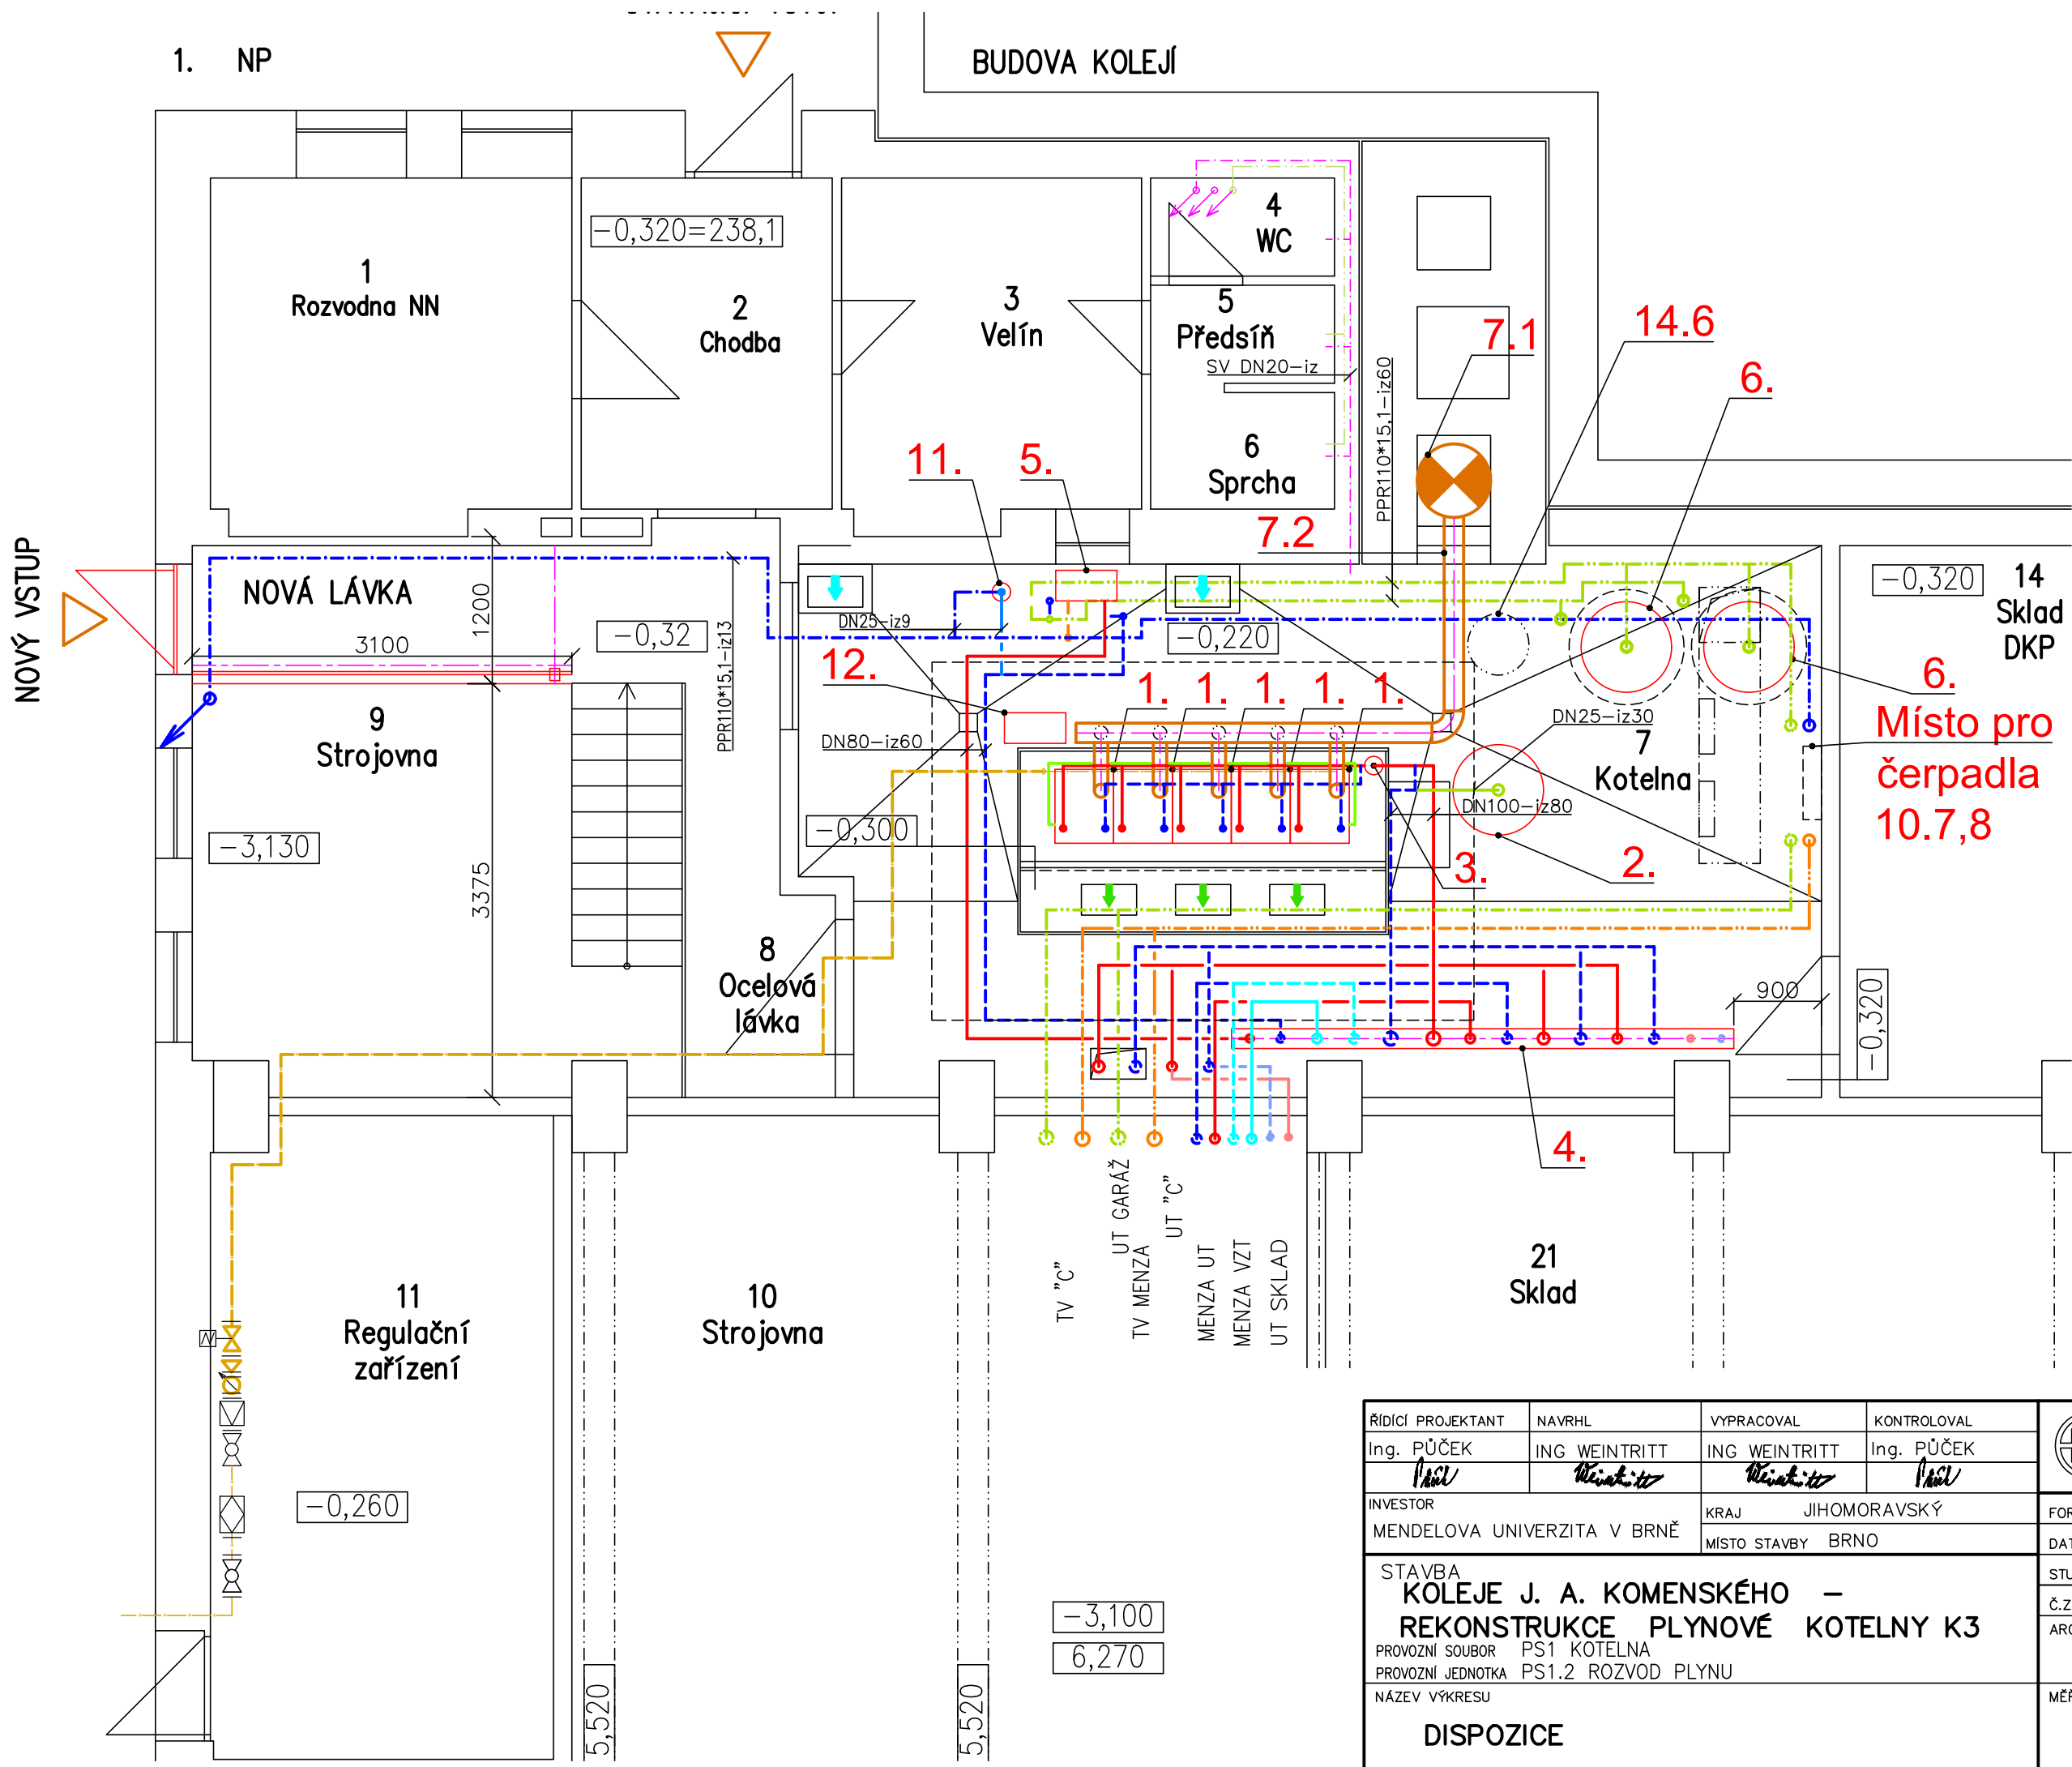 1. NP
BUDOVA KOLEJÍ
-0,320=238,1
1
Rozvodna NN
2
Chodba
3
Velín
4
WC
5
Předsíň
SV DN20-iz
6
Sprcha
PPR110*15,1-iz60
7.1
14.6
6.
11.
5.
7.2
NOVÝ VSTUP
NOVÁ LÁVKA
3100
1200
-0,32
PPR110*15,1-iz13
DN25-iz9
-0,220
-0,320
14
Sklad
DKP
12.
1.
1.
1.
1.
1.
6.
Místo pro
čerpadla
10.7,8
9
Strojovna
DN80-iz60
DN25-iz30
7
Kotelna
DN100-iz80
-3,130
-0,300
3375
3.
2.
8
Ocelová
lávka
900
-0,320
4.
TV "C"
UT GARÁŽ
TV MENZA
UT "C"
MENZA UT
MENZA VZT
UT SKLAD
21
Sklad
11
Regulační
zařízení
10
Strojovna
-0,260
-3,100
6,270
5,520
5,520
ŘÍDÍCÍ PROJEKTANT
NAVRHL
VYPRACOVAL
KONTROLOVAL
Ing. PŮČEK
ING WEINTRITT
ING WEINTRITT
Ing. PŮČEK
INVESTOR
MENDELOVA UNIVERZITA V BRNĚ
KRAJ JIHOMORAVSKÝ
MÍSTO STAVBY BRNO
STAVBA
KOLEJE J. A. KOMENSKÉHO –
REKONSTRUKCE PLYNOVÉ KOTELNY K3
PROVOZNÍ SOUBOR PS1 KOTELNA
PROVOZNÍ JEDNOTKA PS1.2 ROZVOD PLYNU
NÁZEV VÝKRESU
DISPOZICE